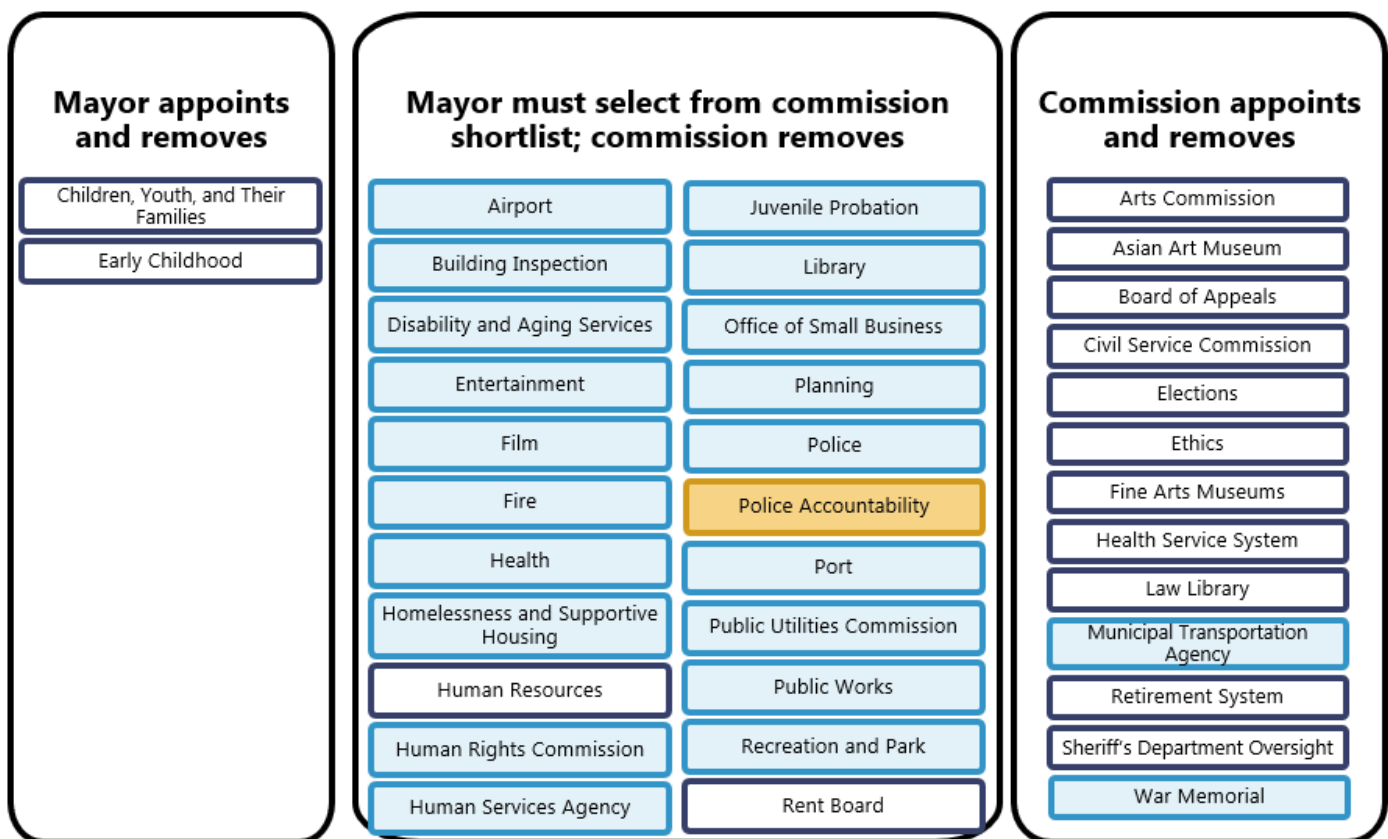 Mayor appoints
and removes
Children, Youth, and Their
Families
Early Childhood
Mayor must select from commission
shortlist; commission removes
Airport
Building Inspection
Disability and Aging Services
Entertainment
Film
Fire
Health
Homelessness and Supportive
Housing
Human Resources
Human Rights Commission
Human Services Agency
Juvenile Probation
Library
Office of Small Business
Planning
Police
Police Accountability
Port
Public Utilities Commission
Public Works
Recreation and Park
Rent Board
Commission appoints
and removes
Arts Commission
Asian Art Museum
Board of Appeals
Civil Service Commission
Elections
Ethics
Fine Arts Museums
Health Service System
Law Library
Municipal Transportation
Agency
Retirement System
Sheriff's Department Oversight
War Memorial